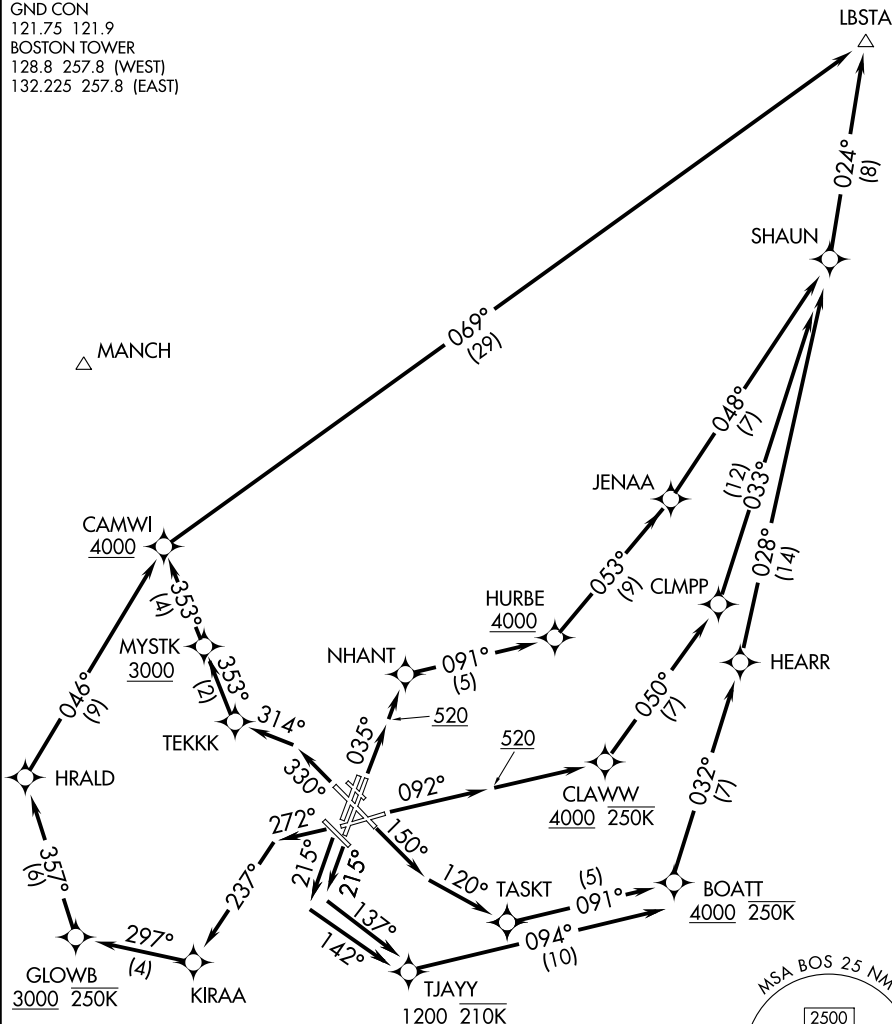 GND CON
121.75 121.9
BOSTON TOWER
128.8 257.8 (WEST)
132.225 257.8 (EAST)
LBSTA
024°
(8)
SHAUN
069°
(29)
MANCH
048°
(7)
(12)
033°
JENAA
028°
(14)
CAMWI
4000
353°
(4)
053°
(9)
CLMPP
HURBE
4000
MYSTK
3000
353°
(2)
NHANT
091°
(5)
HEARR
046°
(9)
050°
(7)
314°
TEKKK
035°
520
520
HRALD
330°
092°
CLAWW
4000 250K
032°
(7)
272°
150°
357°
(6)
215°
215°
237°
120°
TASKT
(5)
091°
BOATT
4000 250K
297°
(4)
137°
142°
094°
(10)
GLOWB
3000 250K
KIRAA
TJAYY
1200 210K
MSA BOS 25 NM
2500